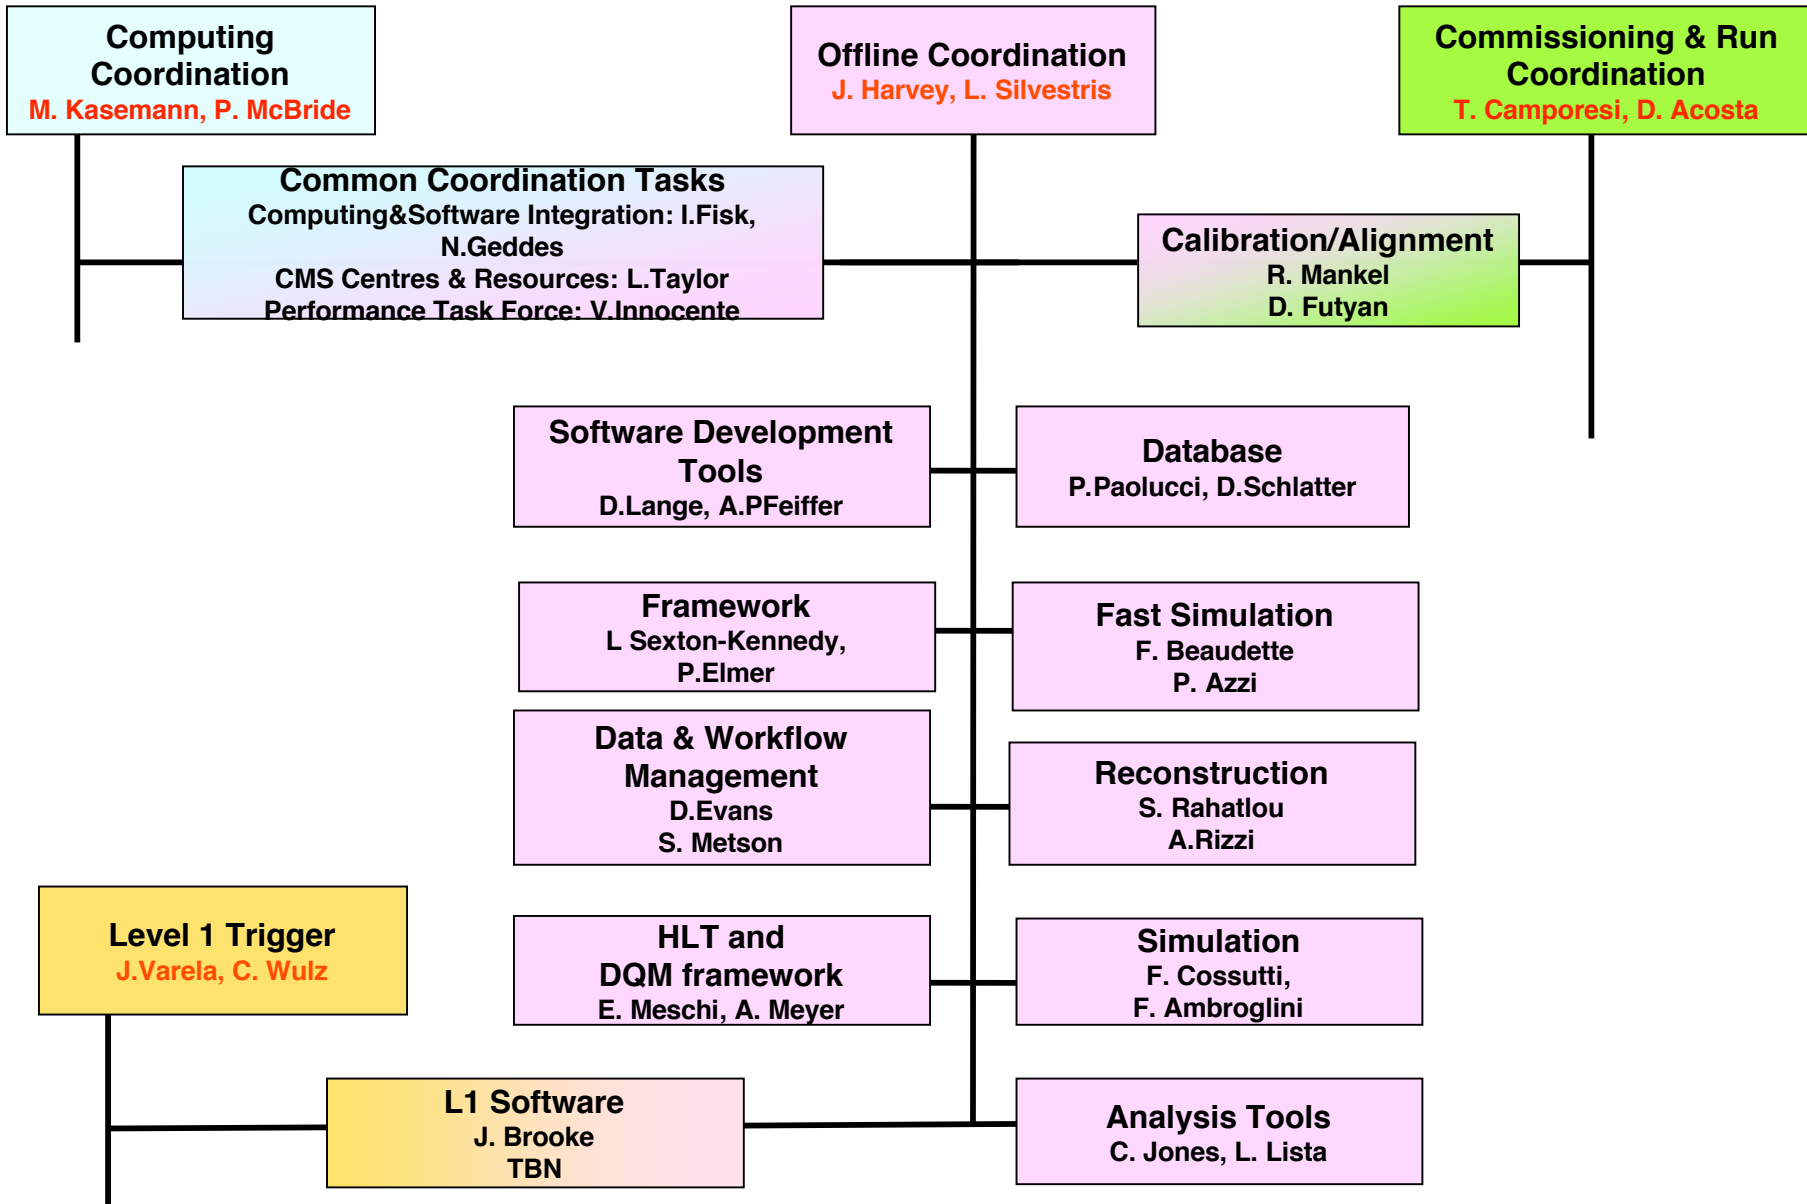 Computing
Coordination
M. Kasemann, P. McBride
Offline Coordination
J. Harvey, L. Silvestris
Commissioning & Run
Coordination
T. Camporesi, D. Acosta
Common Coordination Tasks
Computing&Software Integration: I.Fisk,
N.Geddes
CMS Centres & Resources: L.Taylor
Performance Task Force: V.Innocente
Calibration/Alignment
R. Mankel
D. Futyan
Software Development
Tools
D.Lange, A.PFeiffer
Database
P.Paolucci, D.Schlatter
Framework
L Sexton-Kennedy,
P.Elmer
Fast Simulation
F. Beaudette
P. Azzi
Data & Workflow
Management
D.Evans
S. Metson
Reconstruction
S. Rahatlou
A.Rizzi
Level 1 Trigger
J.Varela, C. Wulz
HLT and
DQM framework
E. Meschi, A. Meyer
Simulation
F. Cossutti,
F. Ambroglini
L1 Software
J. Brooke
TBN
Analysis Tools
C. Jones, L. Lista